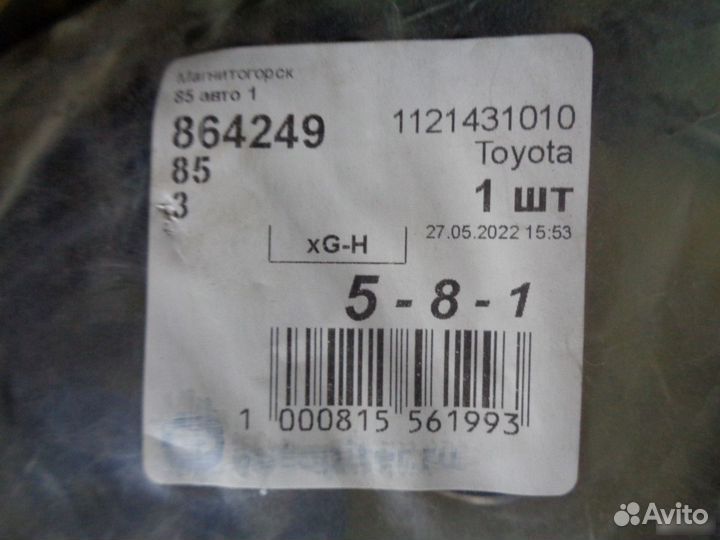 Магнитогорск
85 авто 1
864249
85
3
1121431010
Toyota
1 шт
27.05.2022 15:53
xG-H
5 - 8 - 1
1 000815 561993
Avito